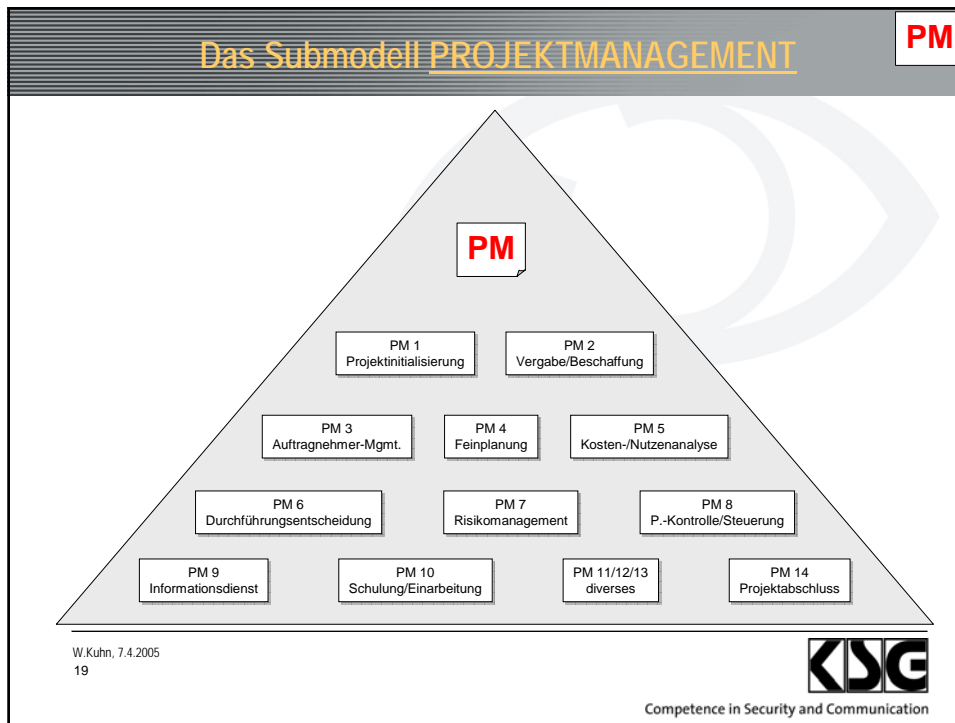 Das Submodell PROJEKTMANAGEMENT
PM
PM
PM 1
Projektinitialisierung
PM 2
Vergabe/Beschaffung
PM 3
Auftragnehmer-Mgmt.
PM 4
Feinplanung
PM 5
Kosten-/Nutzenanalyse
PM 6
Durchführungsentscheidung
PM 7
Risikomanagement
PM 8
P.-Kontrolle/Steuerung
PM 9
Informationsdienst
PM 10
Schulung/Einarbeitung
PM 11/12/13
diverses
PM 14
Projektabschluss
W.Kuhn, 7.4.2005
19
KSG
Competence in Security and Communication